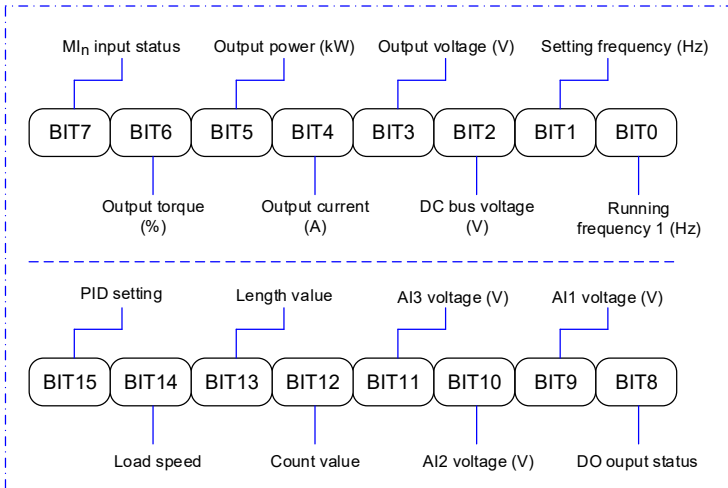 MIn input status
Output power (kW)
Output voltage (V)
Setting frequency (Hz)
BIT7
BIT6
BIT5
BIT4
BIT3
BIT2
BIT1
BIT0
Output torque
(%)
Output current
(A)
DC bus voltage
(V)
Running
frequency 1 (Hz)
PID setting
Length value
AI3 voltage (V)
AI1 voltage (V)
BIT15
BIT14
BIT13
BIT12
BIT11
BIT10
BIT9
BIT8
Load speed
Count value
AI2 voltage (V)
DO ouput status